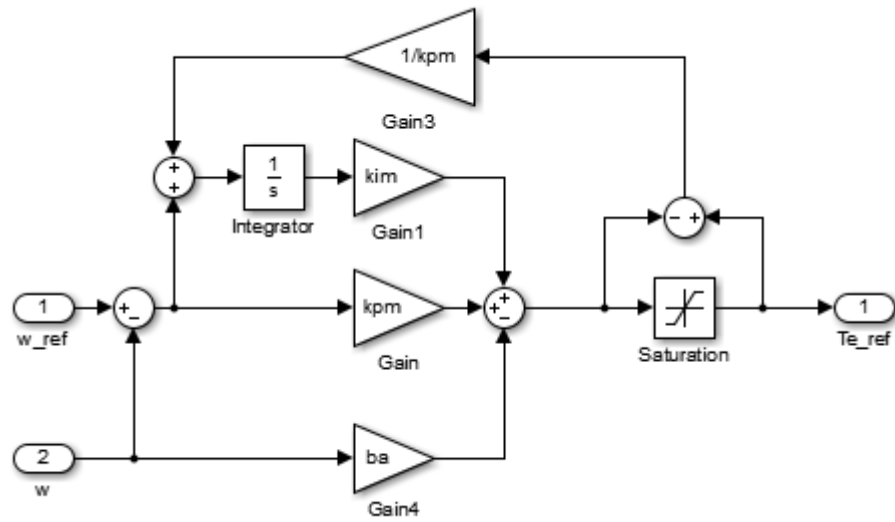 1/kpm
Gain3
+
+
1
s
Integrator
kim
Gain1
- +
1
w_ref
+
-
kpm
Gain
+
+
-
Saturation
1
Te_ref
2
w
ba
Gain4